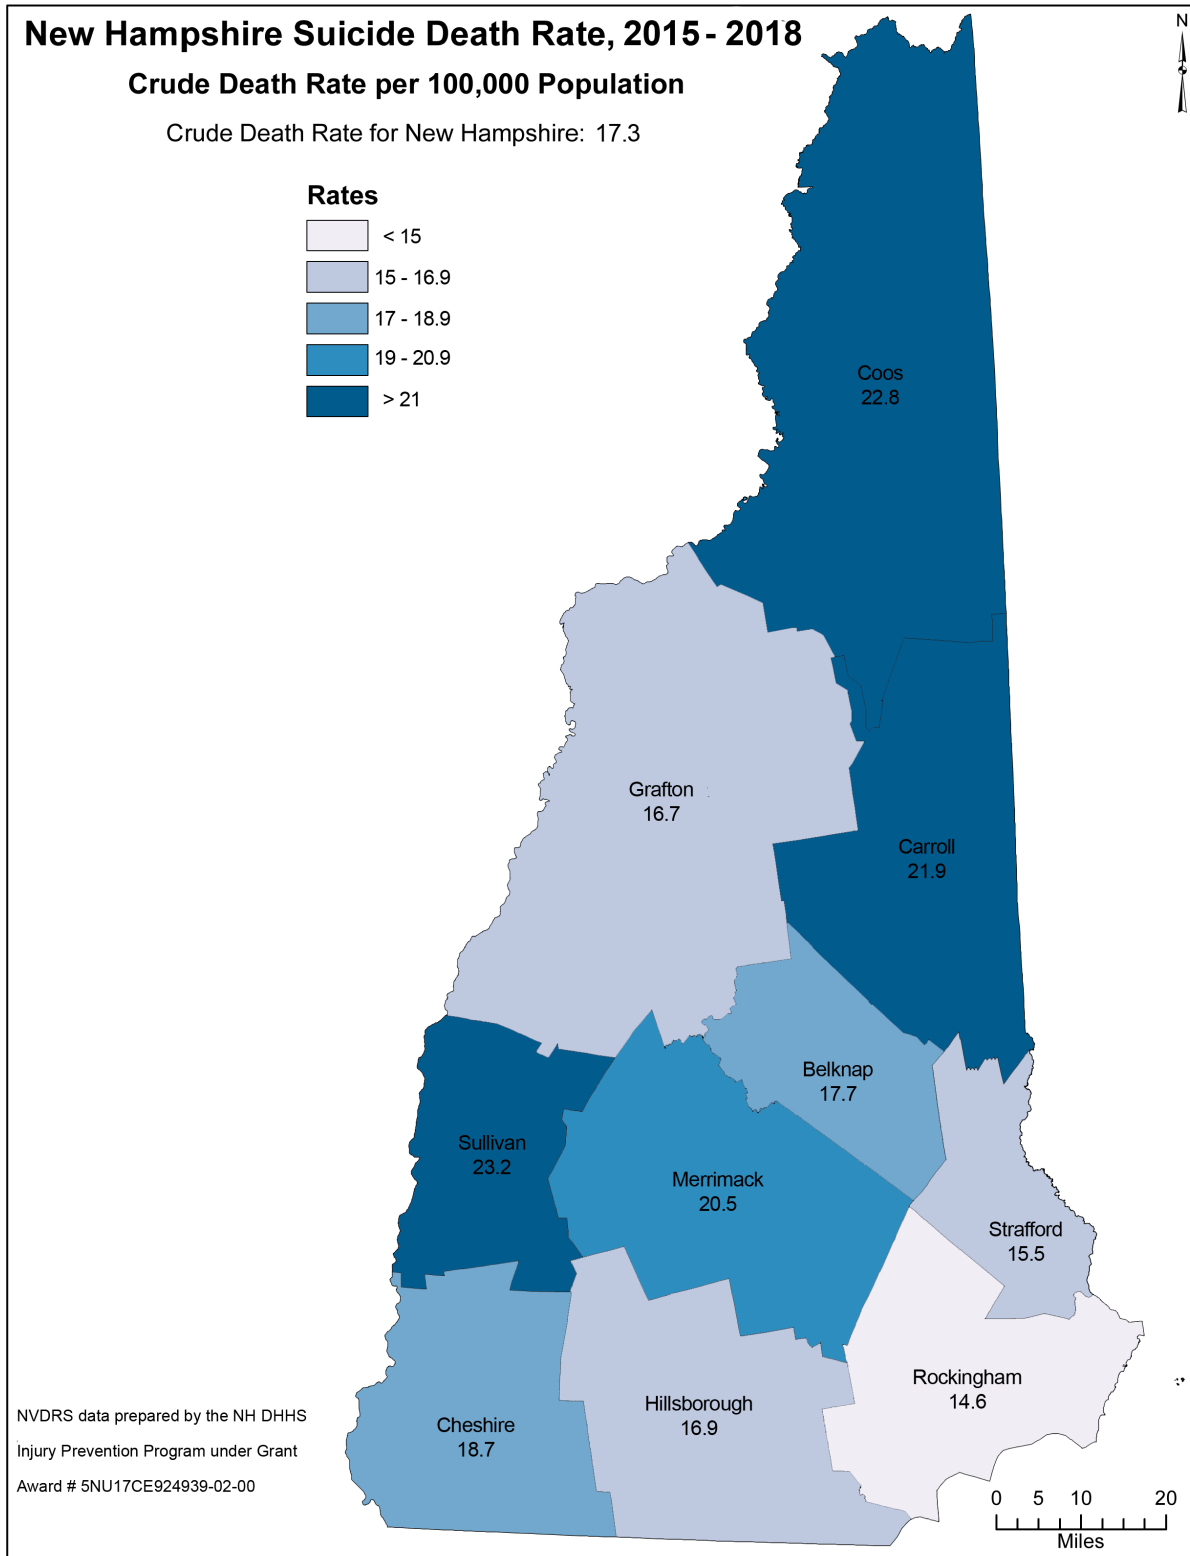 New Hampshire Suicide Death Rate, 2015 - 2018
Crude Death Rate per 100,000 Population
Crude Death Rate for New Hampshire: 17.3
N
Rates
< 15
15 - 16.9
17 - 18.9
19 - 20.9
> 21
Coos
22.8
Grafton
16.7
Carroll
21.9
Belknap
17.7
Sullivan
23.2
Merrimack
20.5
Strafford
15.5
Rockingham
14.6
Hillsborough
16.9
Cheshire
18.7
NVDRS data prepared by the NH DHHS
Injury Prevention Program under Grant
Award # 5NU17CE924939-02-00
0 5 10 20
Miles